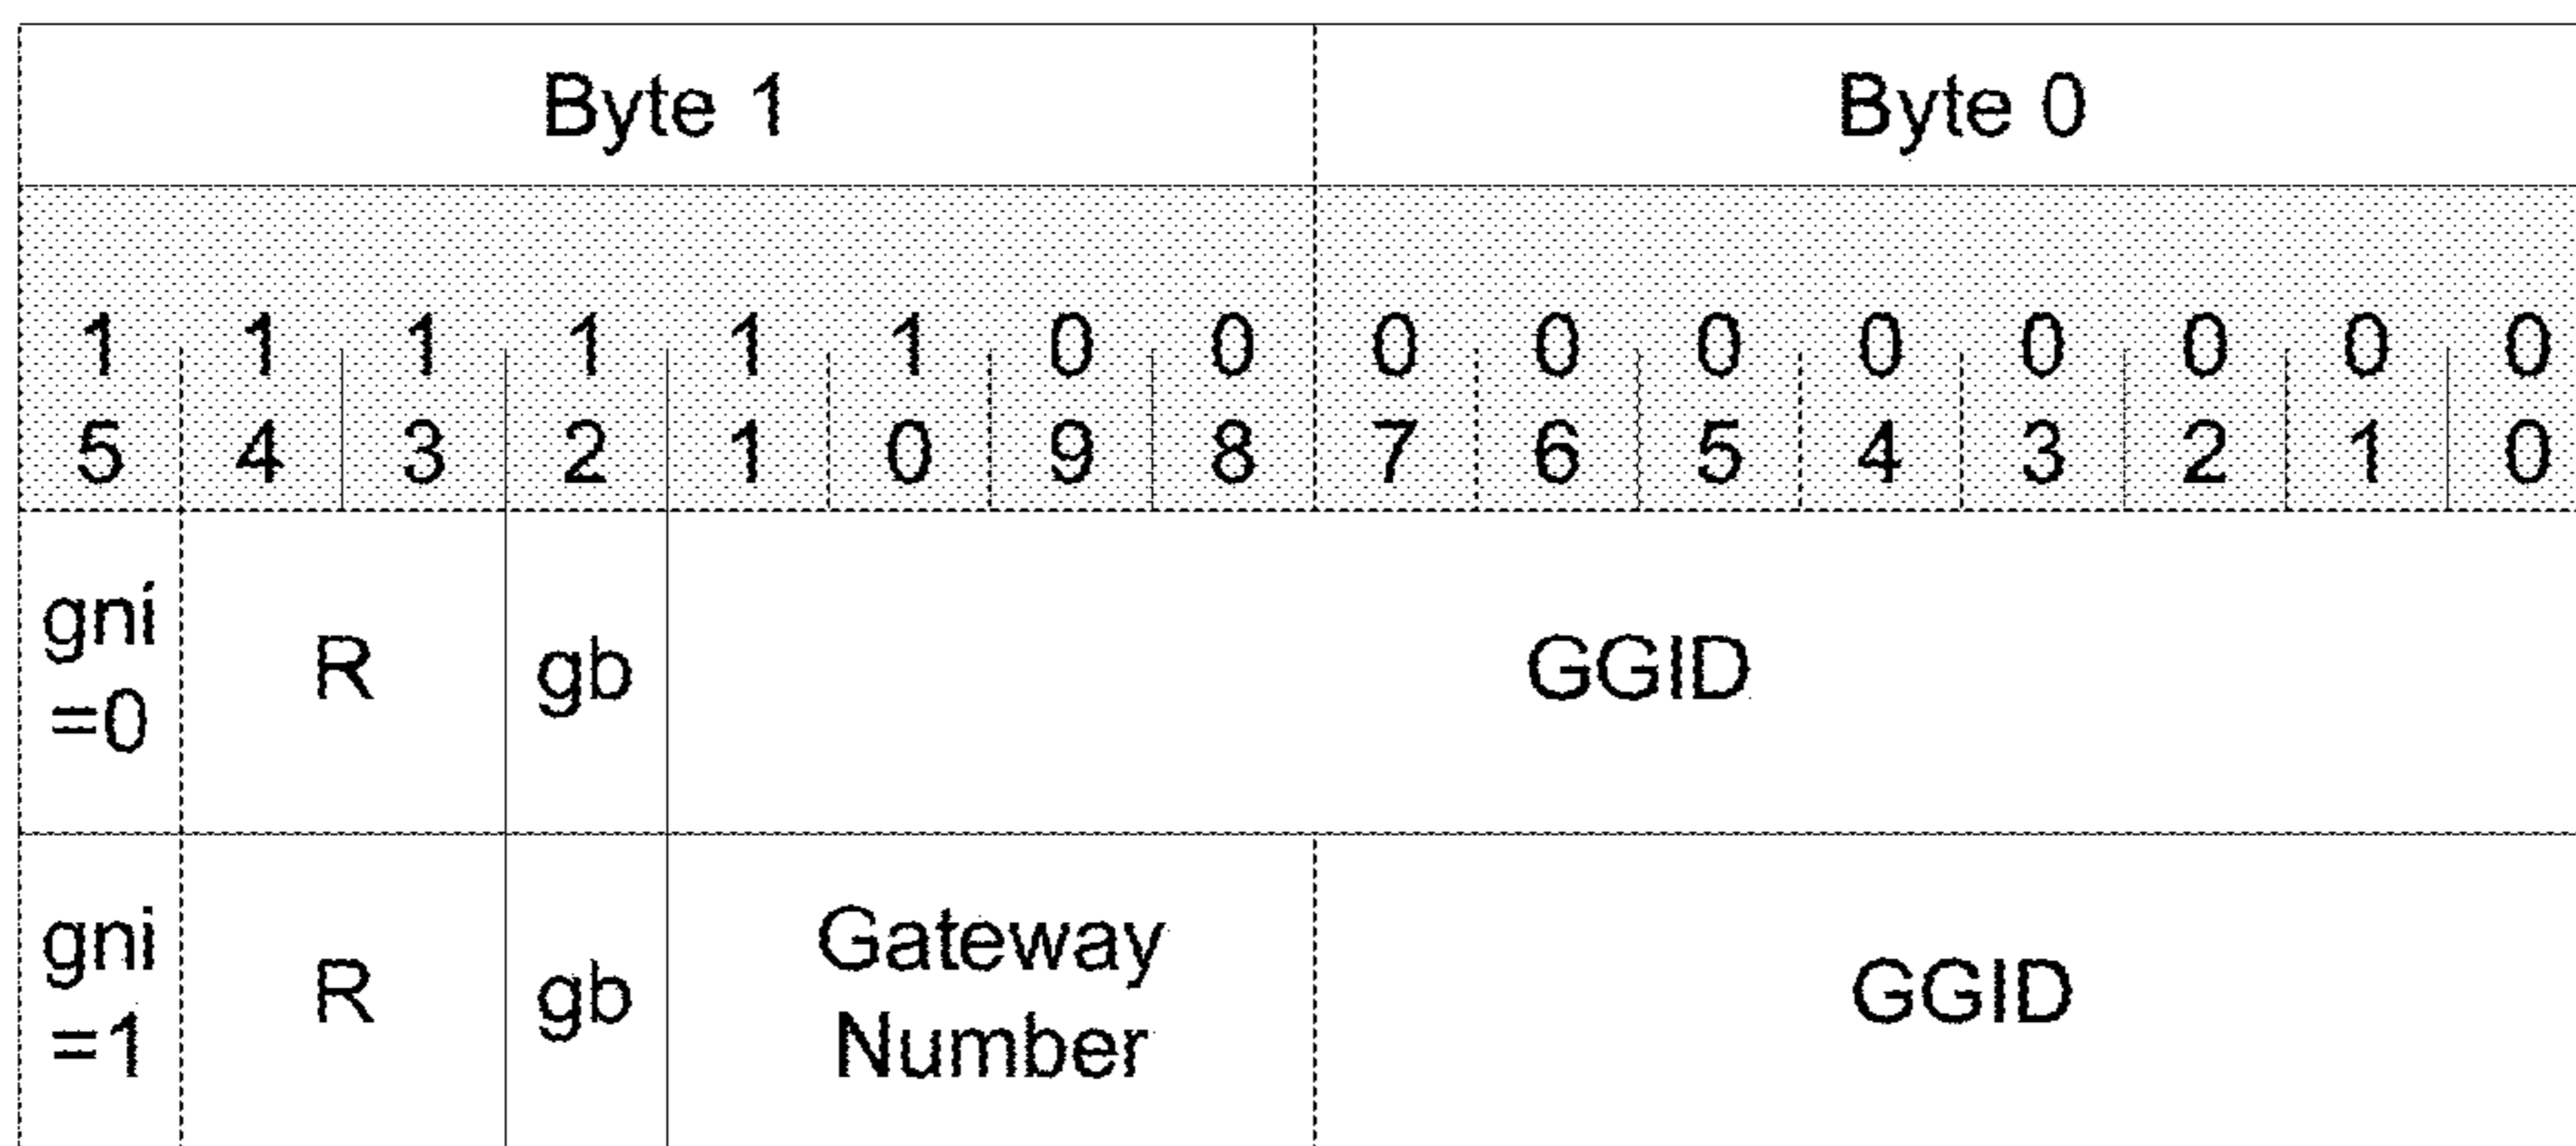 Byte 1 Byte 0
1 1 1 1 1 1 0 0 0 0 0 0 0 0 0 0
5 4 3 2 1 0 9 8 7 6 5 4 3 2 1 0
gni
=0
R
gb
GGID
gni
=1
R
gb
Gateway
Number
GGID